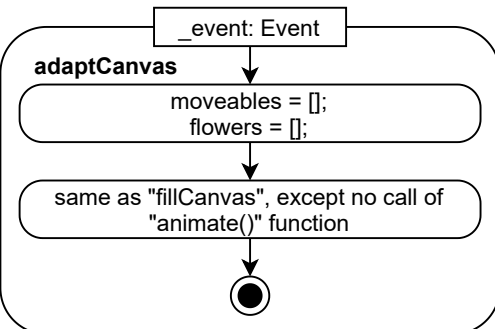 _event: Event
adaptCanvas
moveables = [];
flowers = [];
same as "fillCanvas", except no call of
"animate()" function